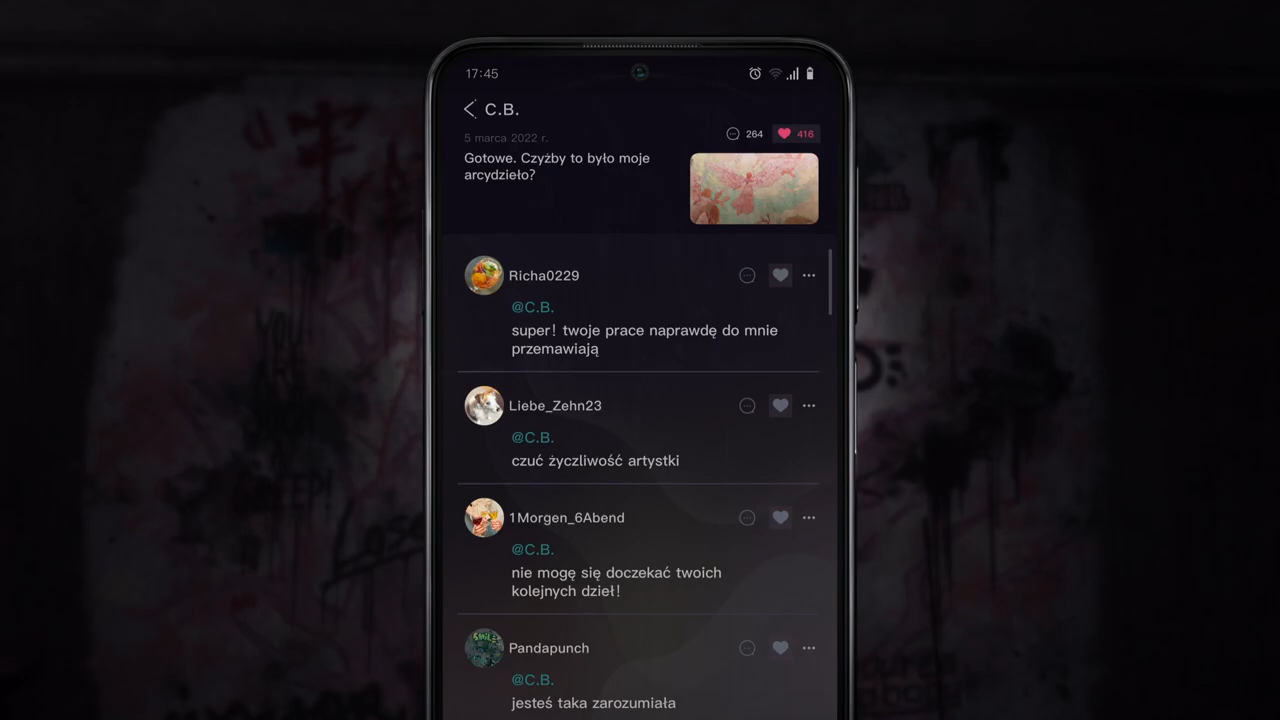 17:45
C.B.
264
416
5 marca 2022 r.
Gotowe. Czyżby to było moje
arcydzieło?
Richa0229
@C.B.
super! twoje prace naprawdę do mnie
przemawiają
Liebe_Zehn23
@C.B.
czuć życzliwość artystki
1Morgen_6Abend
@C.B.
nie mogę się doczekać twoich
kolejnych dzieł!
Pandapunch
@C.B.
jesteś taka zarozumiała